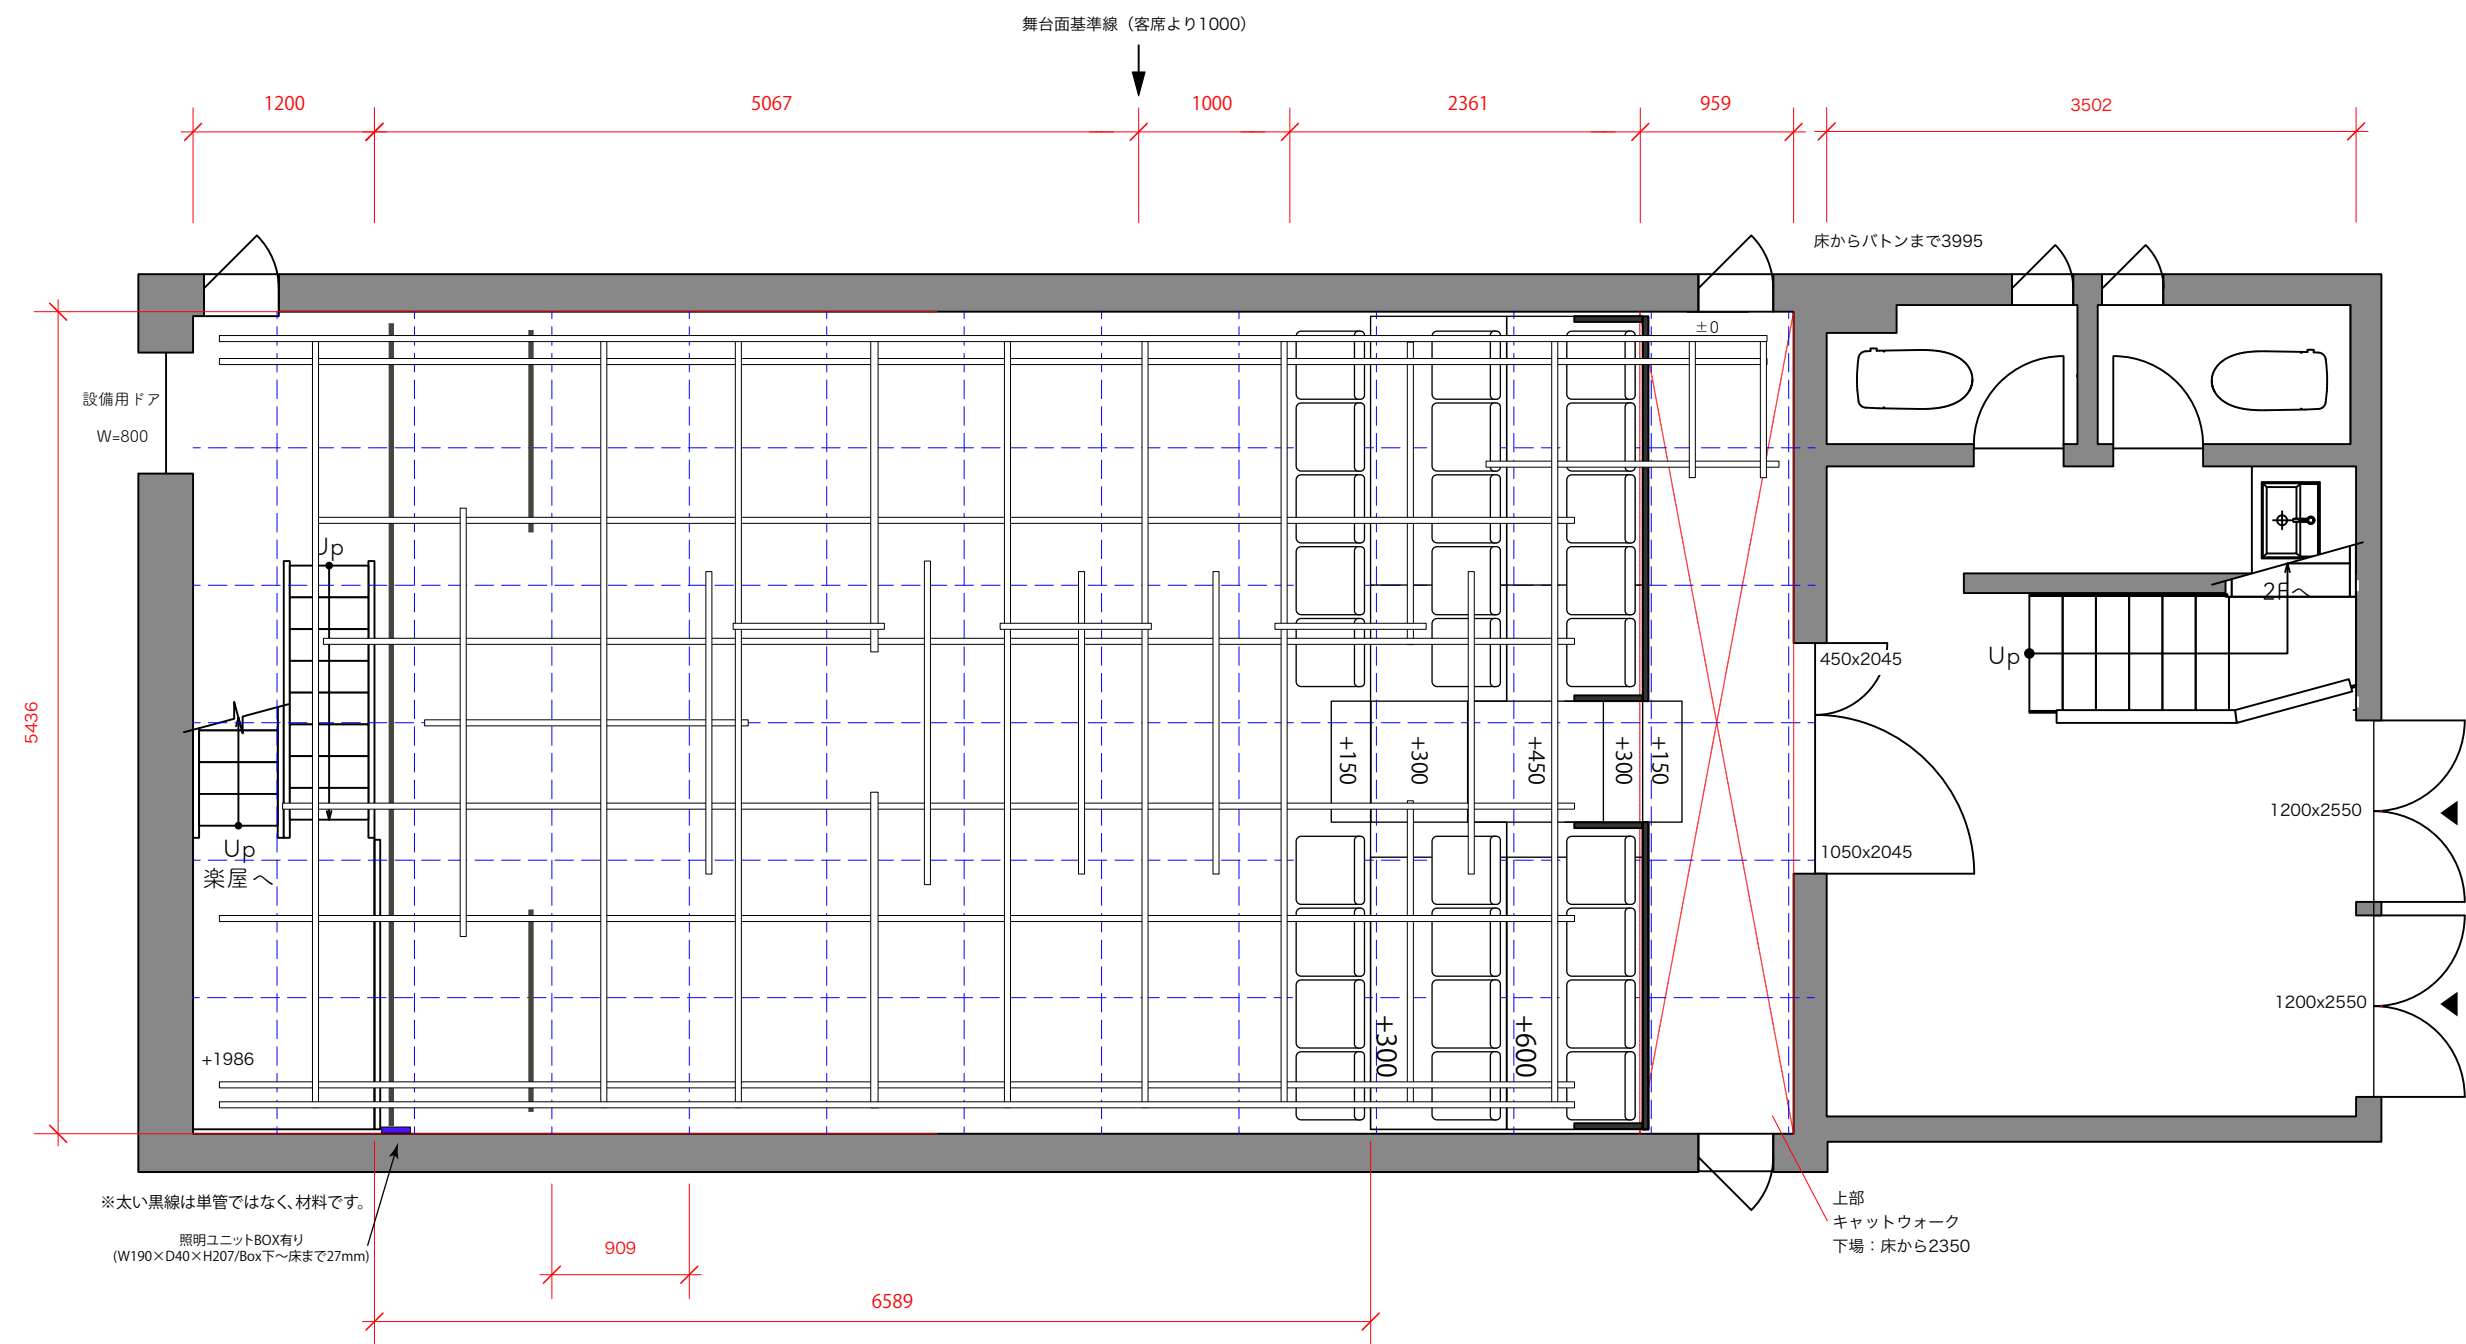 舞台面基準線（客席より1000）
1200
5067
1000
2361
959
3502
床からバトンまで3995
±0
設備用ドア
W=800
Up
Up
楽屋へ
+1986
5436
+150
+300
+450
+300
+150
+300
+600
450x2045
1050x2045
Up
2Fへ
1200x2550
1200x2550
※太い黒線は単管ではなく、材料です。
照明ユニットBOX有り
(W190×D40×H207/Box下〜床まで27mm)
909
6589
上部
キャットウォーク
下場：床から2350